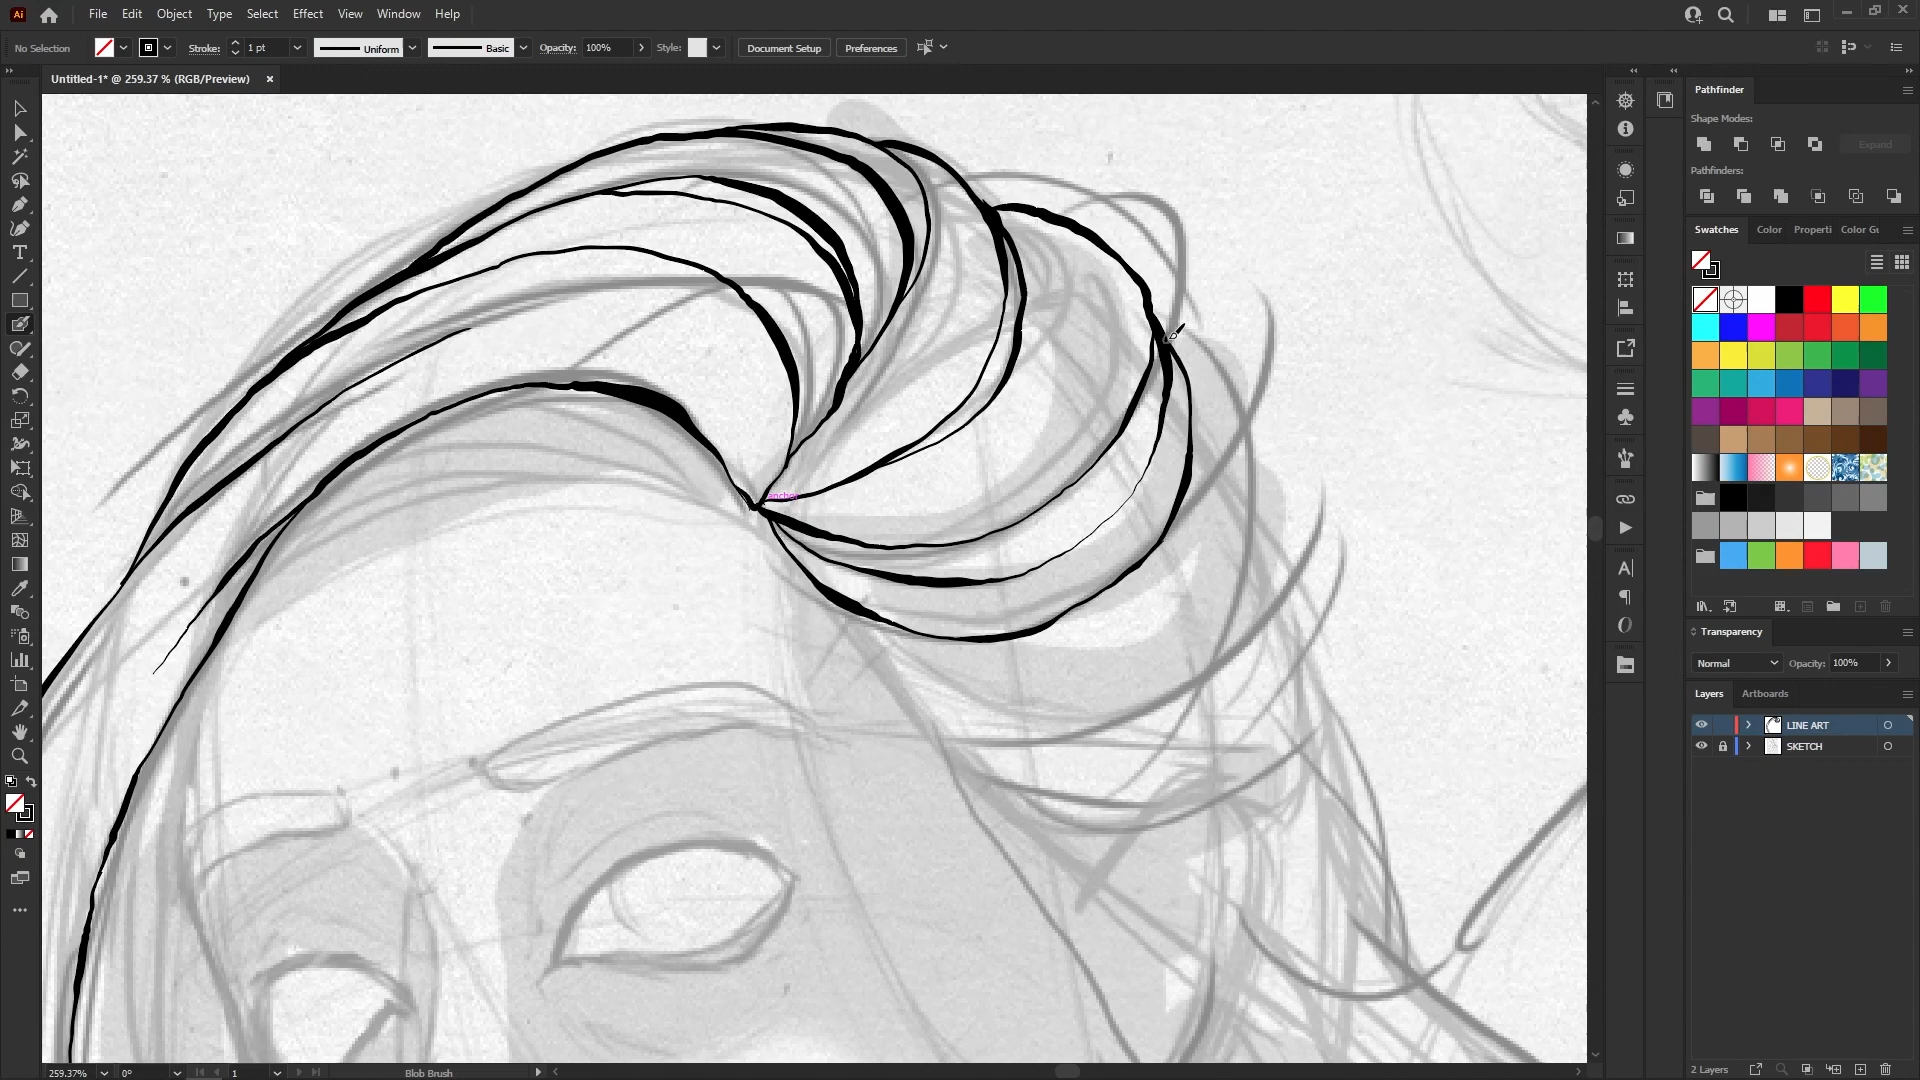 Ai File Edit Object Type Select Effect View Window Help
No Selection Stroke: 1 pt Uniform Basic Opacity: 100% Style: Document Setup Preferences
Untitled-1* @ 259.37 % (RGB/Preview) ×
Pathfinder
Shape Modes:
Expand
Pathfinders:
Swatches Color Properti Color Gu
anchor
Transparency
Normal Opacity: 100%
Layers Artboards
LINE ART
SKETCH
2 Layers
259.37% 0° 1 Blob Brush